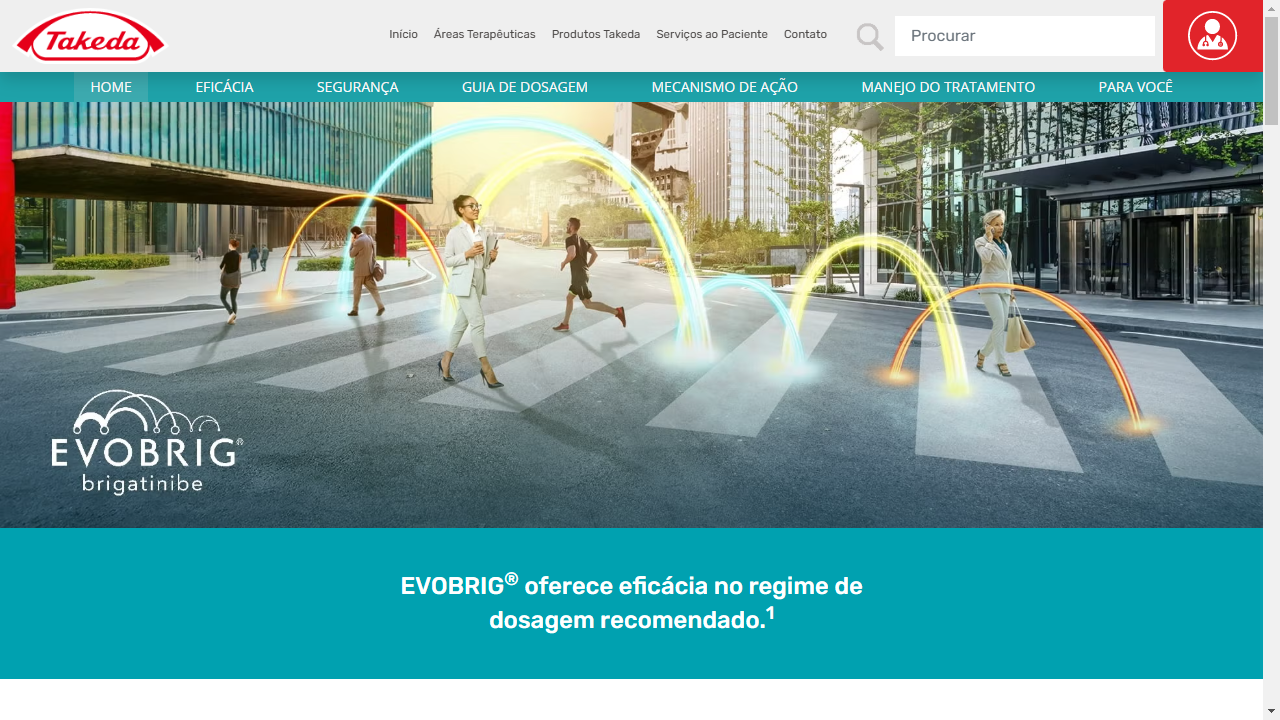 Takeda
Início
Áreas Terapêuticas
Produtos Takeda
Serviços ao Paciente
Contato
Procurar
HOME
EFICÁCIA
SEGURANÇA
GUIA DE DOSAGEM
MECANISMO DE AÇÃO
MANEJO DO TRATAMENTO
PARA VOCÊ
EVOBRIG®
brigatinibe
EVOBRIG® oferece eficácia no regime de
dosagem recomendado.¹